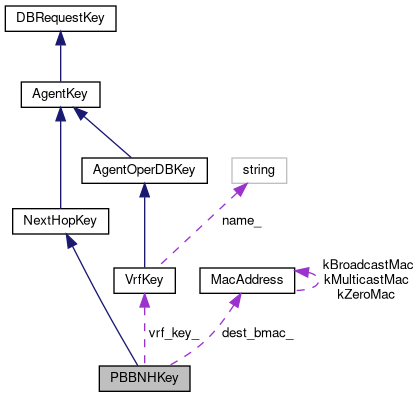 DBRequestKey
AgentKey
AgentOperDBKey
string
NextHopKey
name_
VrfKey
MacAddress
kBroadcastMac
kMulticastMac
kZeroMac
vrf_key_
dest_bmac_
PBBNHKey